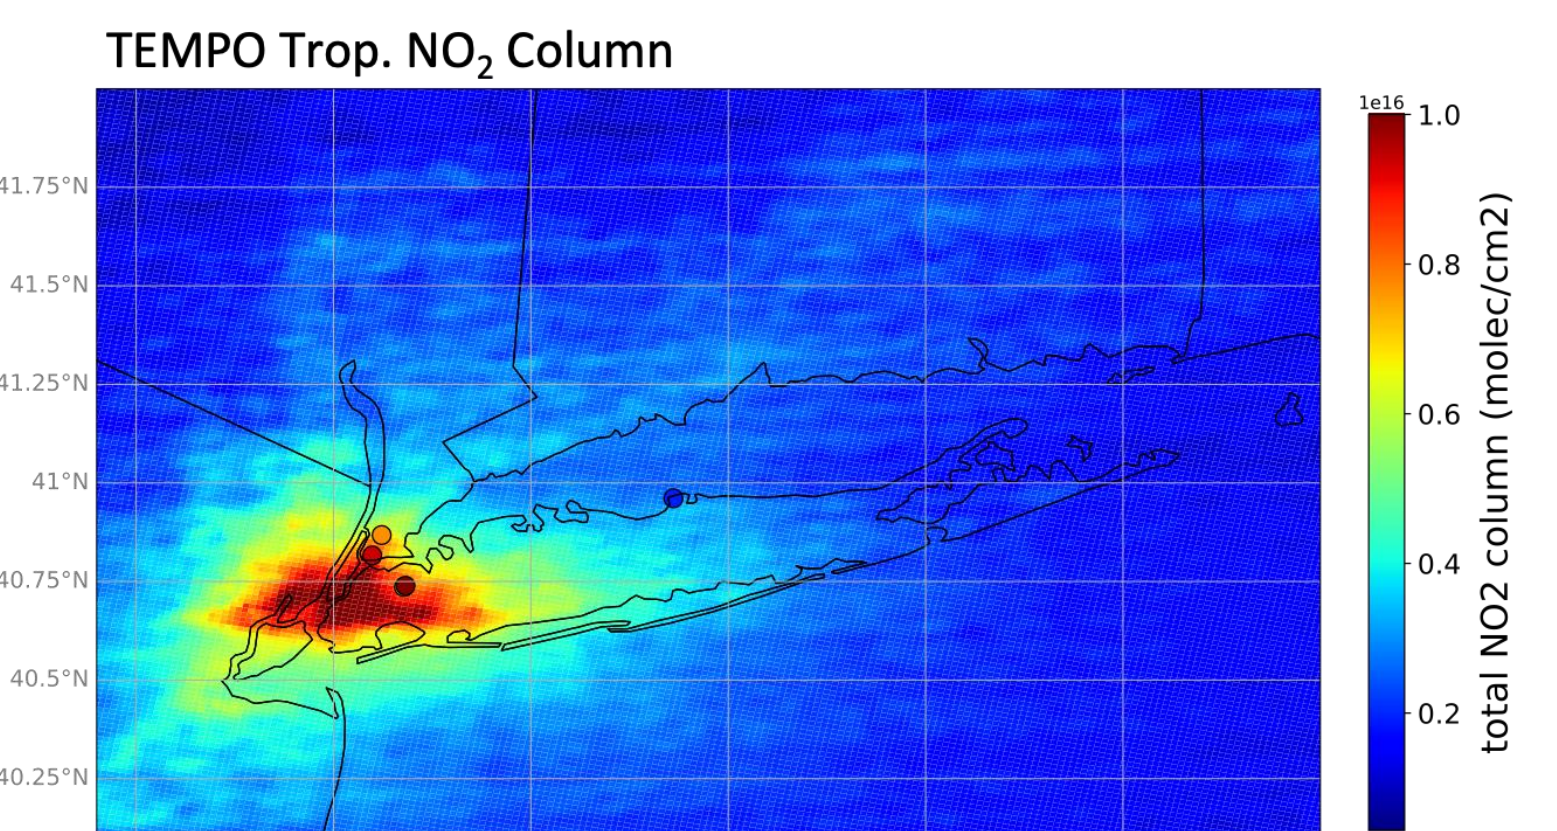 TEMPO Trop. NO₂ Column
1e16
1.0
41.75°N
0.8
41.5°N
41.25°N
0.6
41°N
0.4
40.75°N
40.5°N
0.2
40.25°N
total NO2 column (molec/cm2)